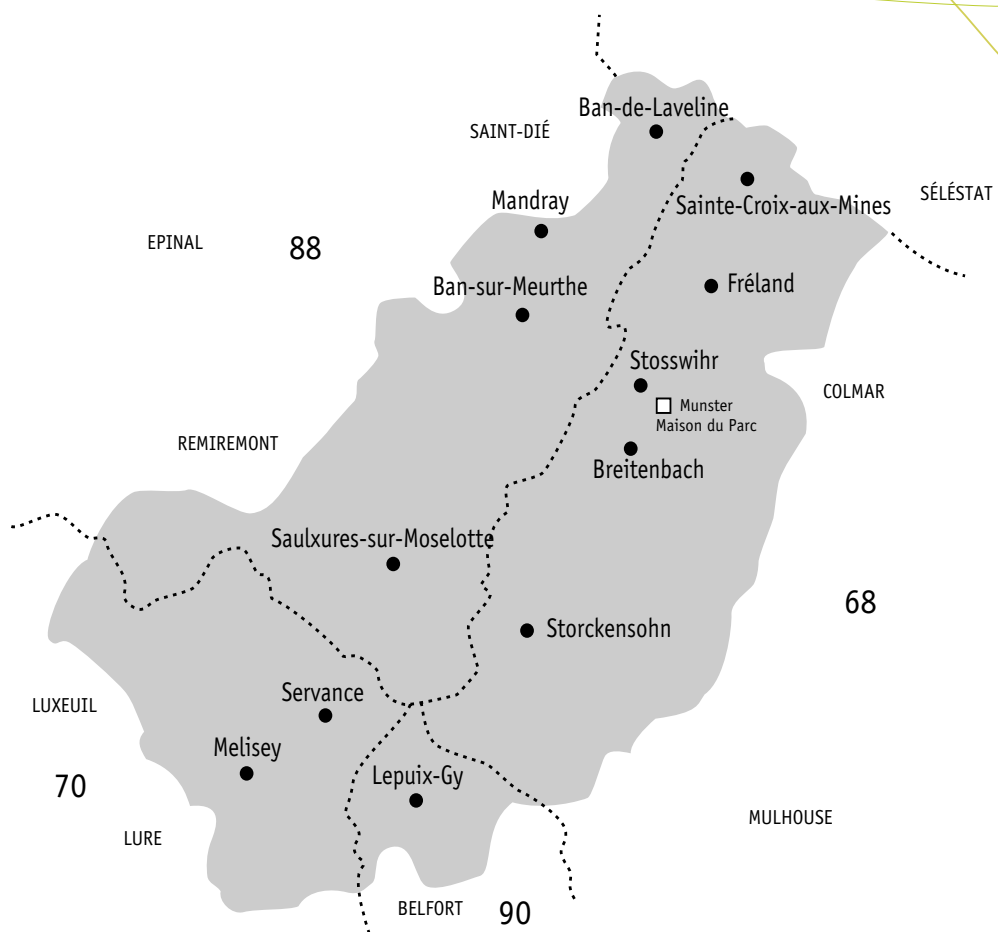 Ban-de-Laveline
SAINT-DIÉ
Sainte-Croix-aux-Mines
SÉLÉSTAT
Mandray
EPINAL
88
Ban-sur-Meurthe
Fréland
Stosswihr
COLMAR
Munster
Maison du Parc
REMIREMONT
Breitenbach
Saulxures-sur-Moselotte
68
Storckensohn
Servance
LUXEUIL
Melisey
70
Lepuix-Gy
MULHOUSE
LURE
BELFORT
90